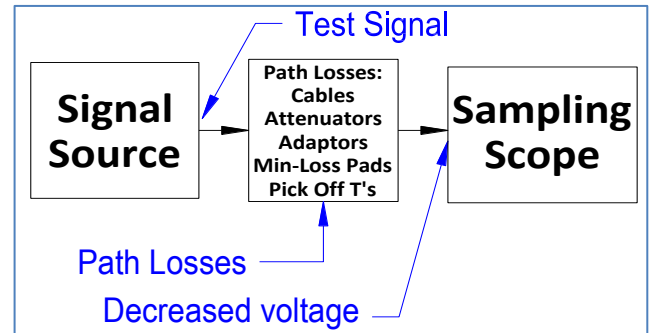 Test Signal
Signal
Source
Path Losses:
Cables
Attenuators
Adaptors
Min-Loss Pads
Pick Off T's
Sampling
Scope
Path Losses
Decreased voltage